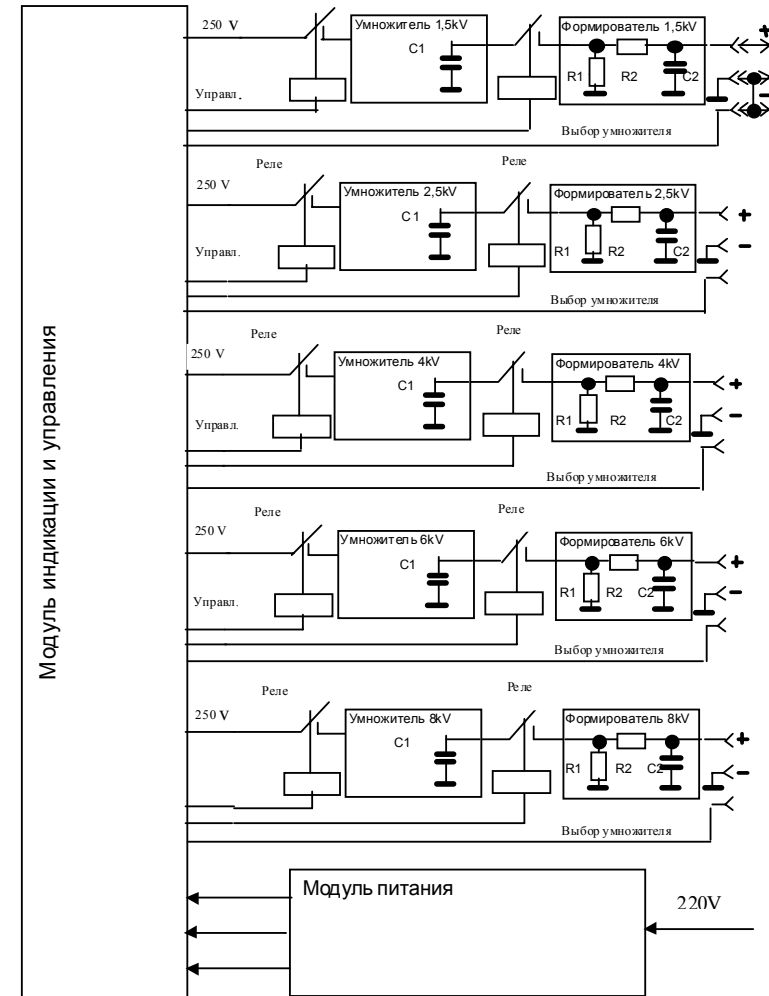 250 V
Умножитель 1,5kV
Формирователь 1,5kV
+
C1
R1
R2
C2
Управл.
-
Выбор умножителя
Реле
Реле
250 V
Умножитель 2,5kV
Формирователь 2,5kV
C1
+
R1
R2
C2
Управл.
-
Выбор умножителя
Реле
Реле
250 V
Умножитель 4kV
Формирователь 4kV
C1
+
R1
R2
C2
Управл.
-
Выбор умножителя
Реле
Реле
250 V
Умножитель 6kV
Формирователь 6kV
C1
+
R1
R2
C2
Управл.
-
Выбор умножителя
Реле
Реле
250 V
Умножитель 8kV
Формирователь 8kV
C1
+
R1
R2
C2
-
Выбор умножителя
Модуль индикации и управления
Модуль питания
220V